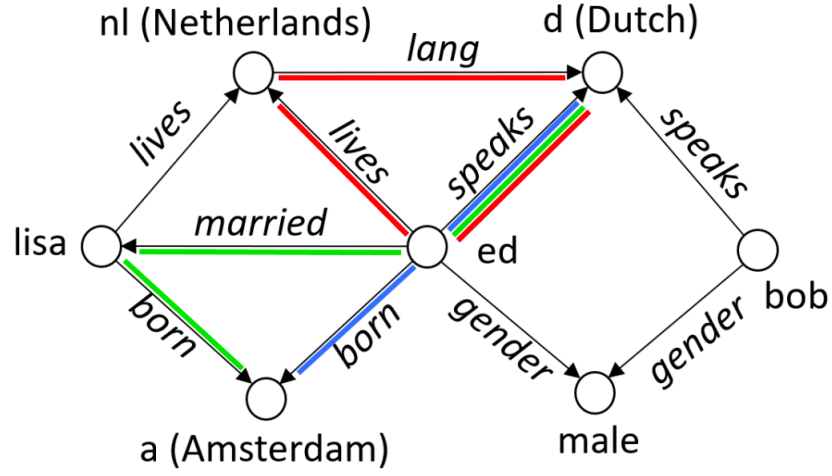 nl (Netherlands)
d (Dutch)
lang
lives
lives
speaks
speaks
married
lisa
ed
bob
born
born
gender
gender
a (Amsterdam)
male